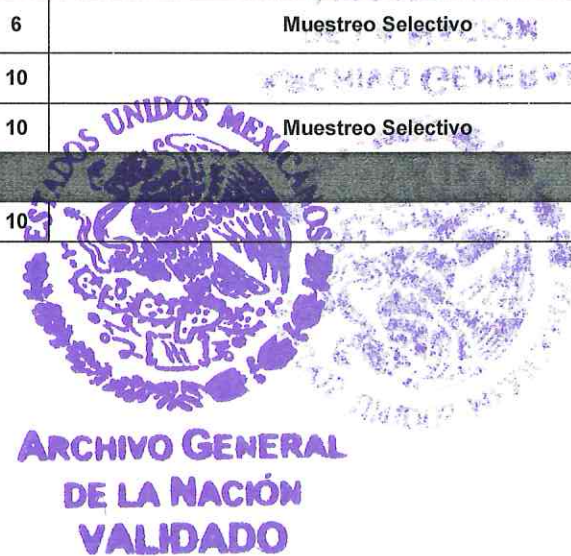 6 Muestreo Selectivo
10
10 Muestreo Selectivo
10
ESTADOS UNIDOS MEXICANOS
ARCHIVO GENERAL
DE LA NACIÓN
VALIDADO